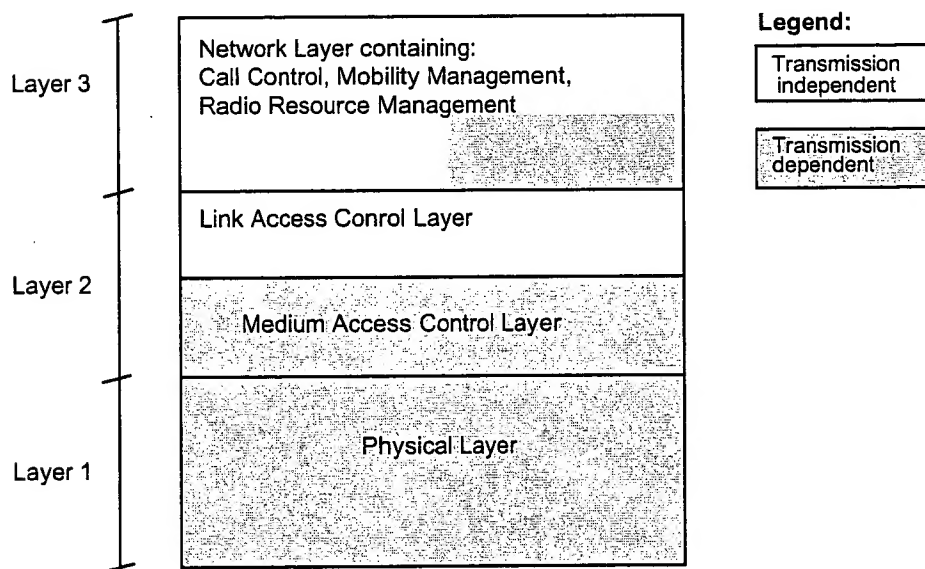 Legend:
Layer 3
Network Layer containing:
Call Control, Mobility Management,
Radio Resource Management
Transmission
independent
Transmission
dependent
Layer 2
Link Access Conrol Layer
Medium Access Control Layer
Layer 1
Physical Layer